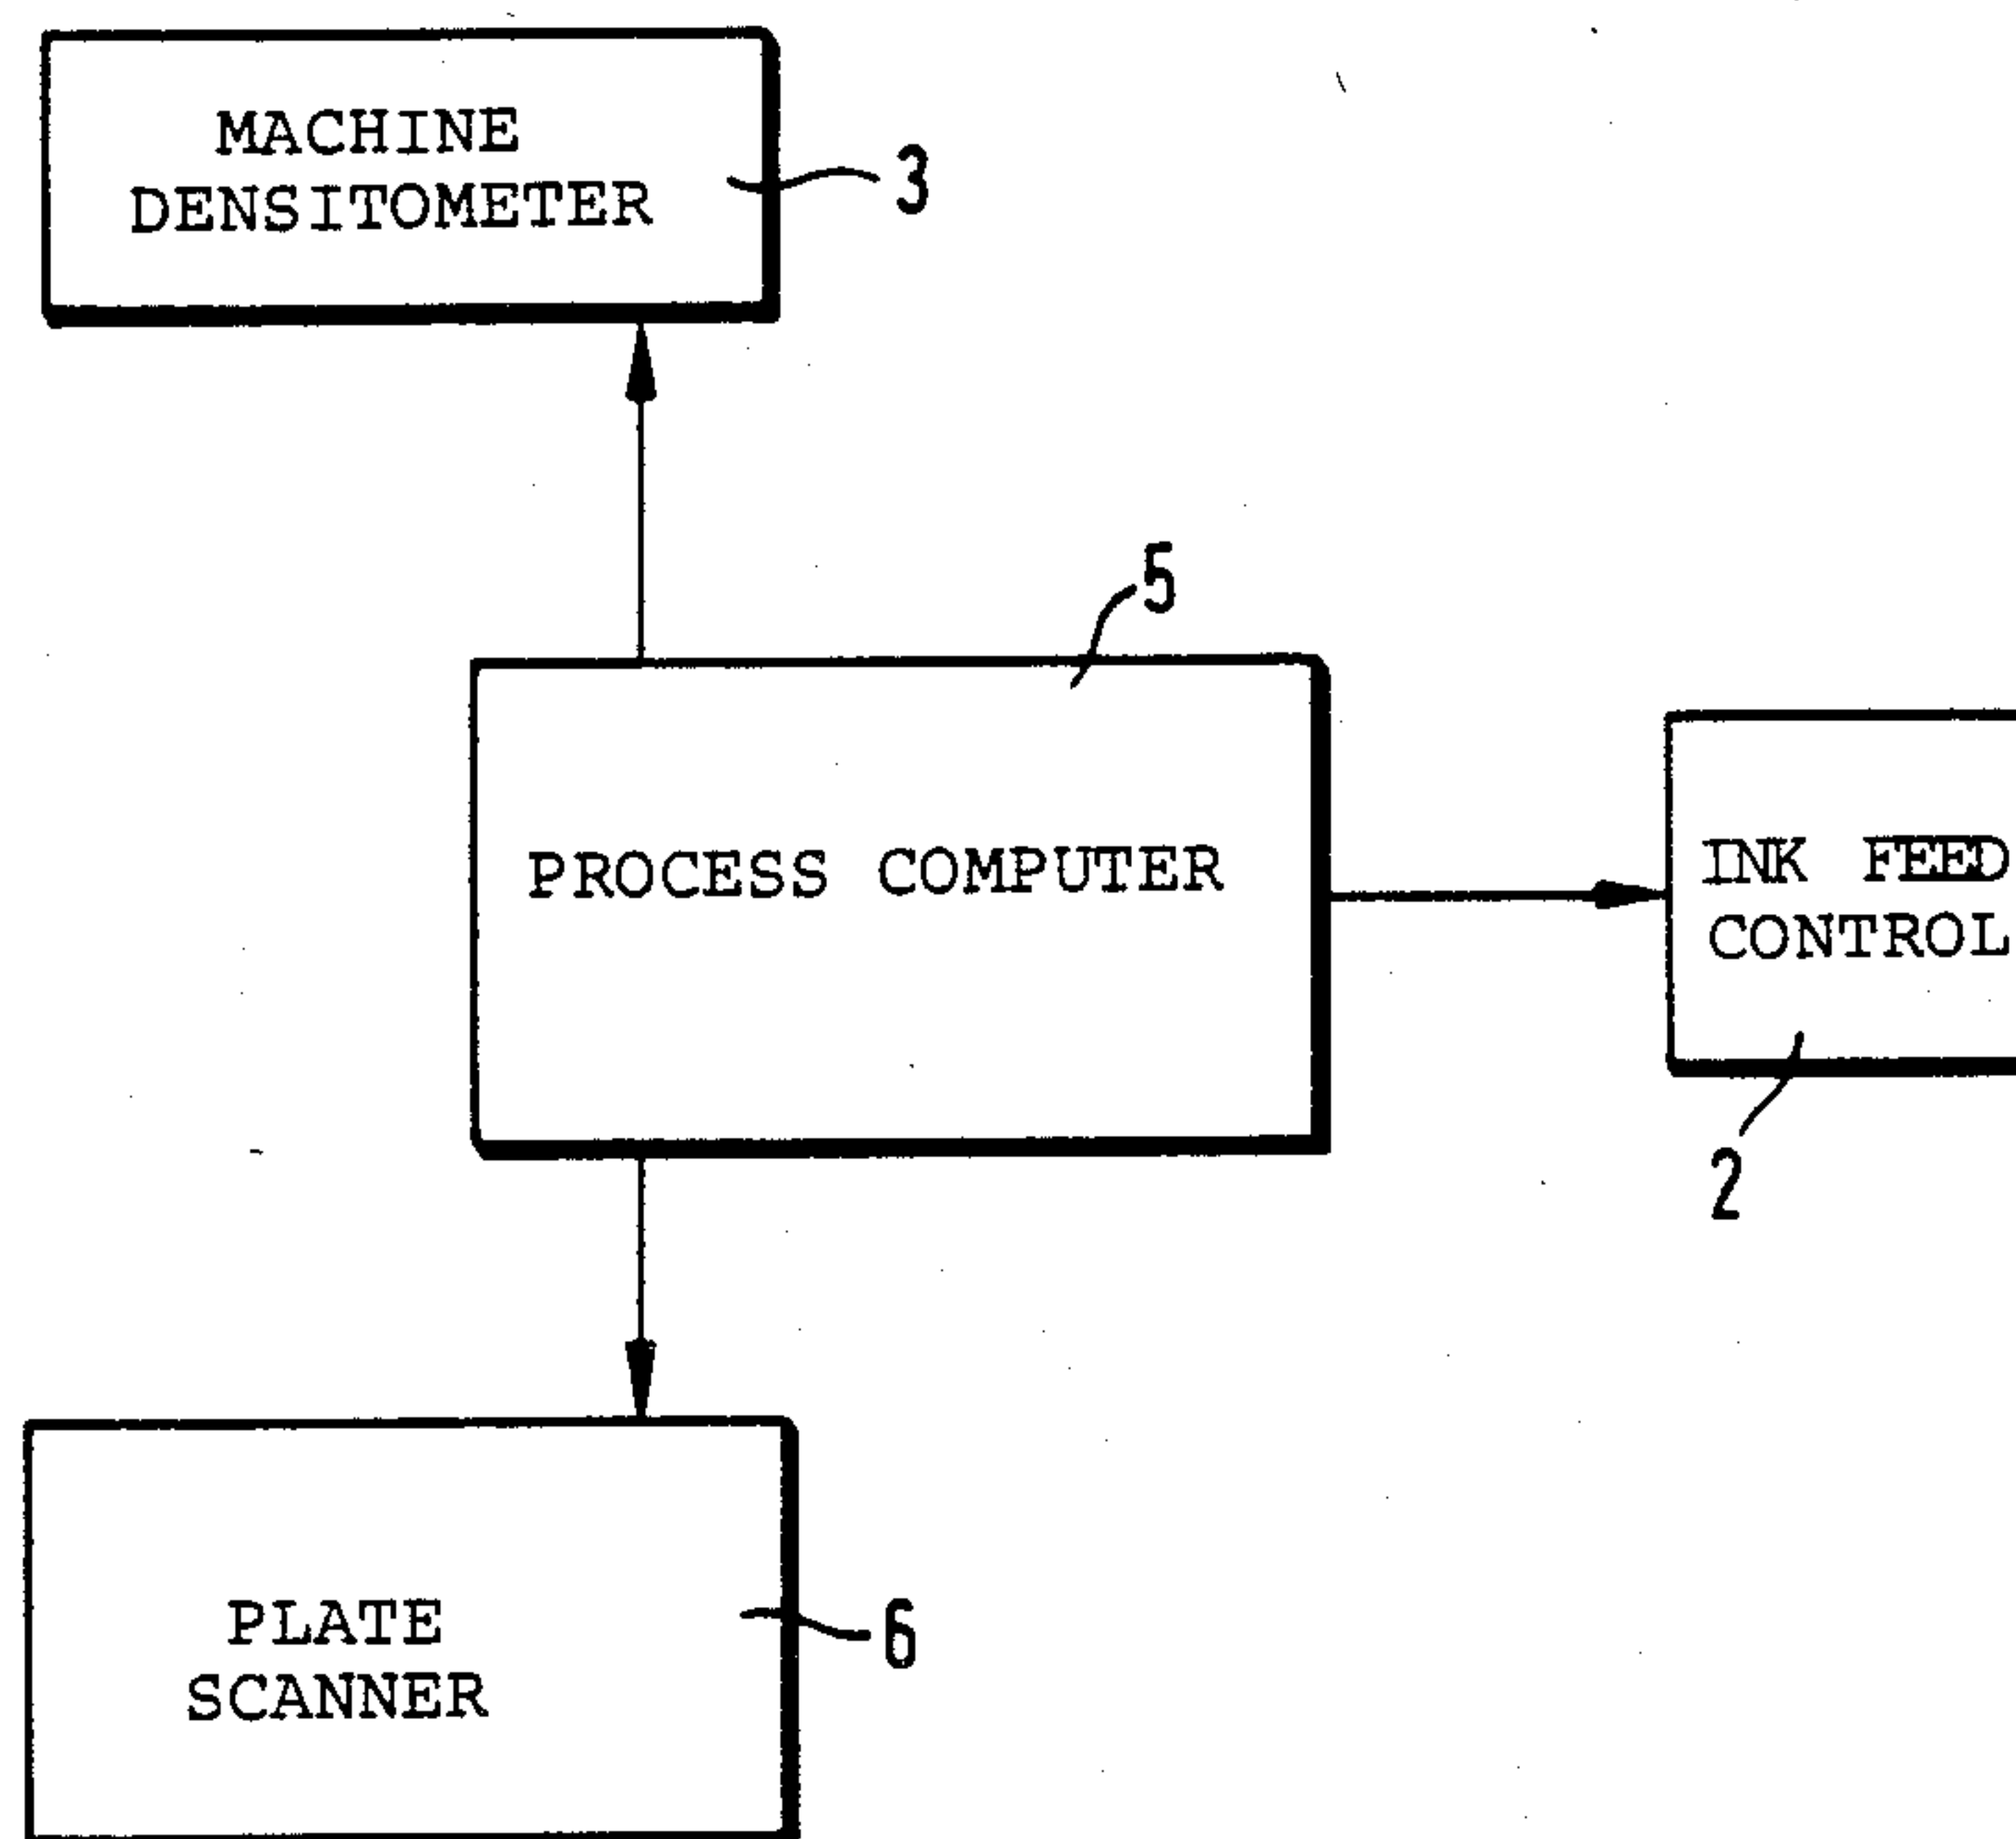 MACHINE
DENSITOMETER
3
5
PROCESS COMPUTER
INK FEED
CONTROL
2
PLATE
SCANNER
6